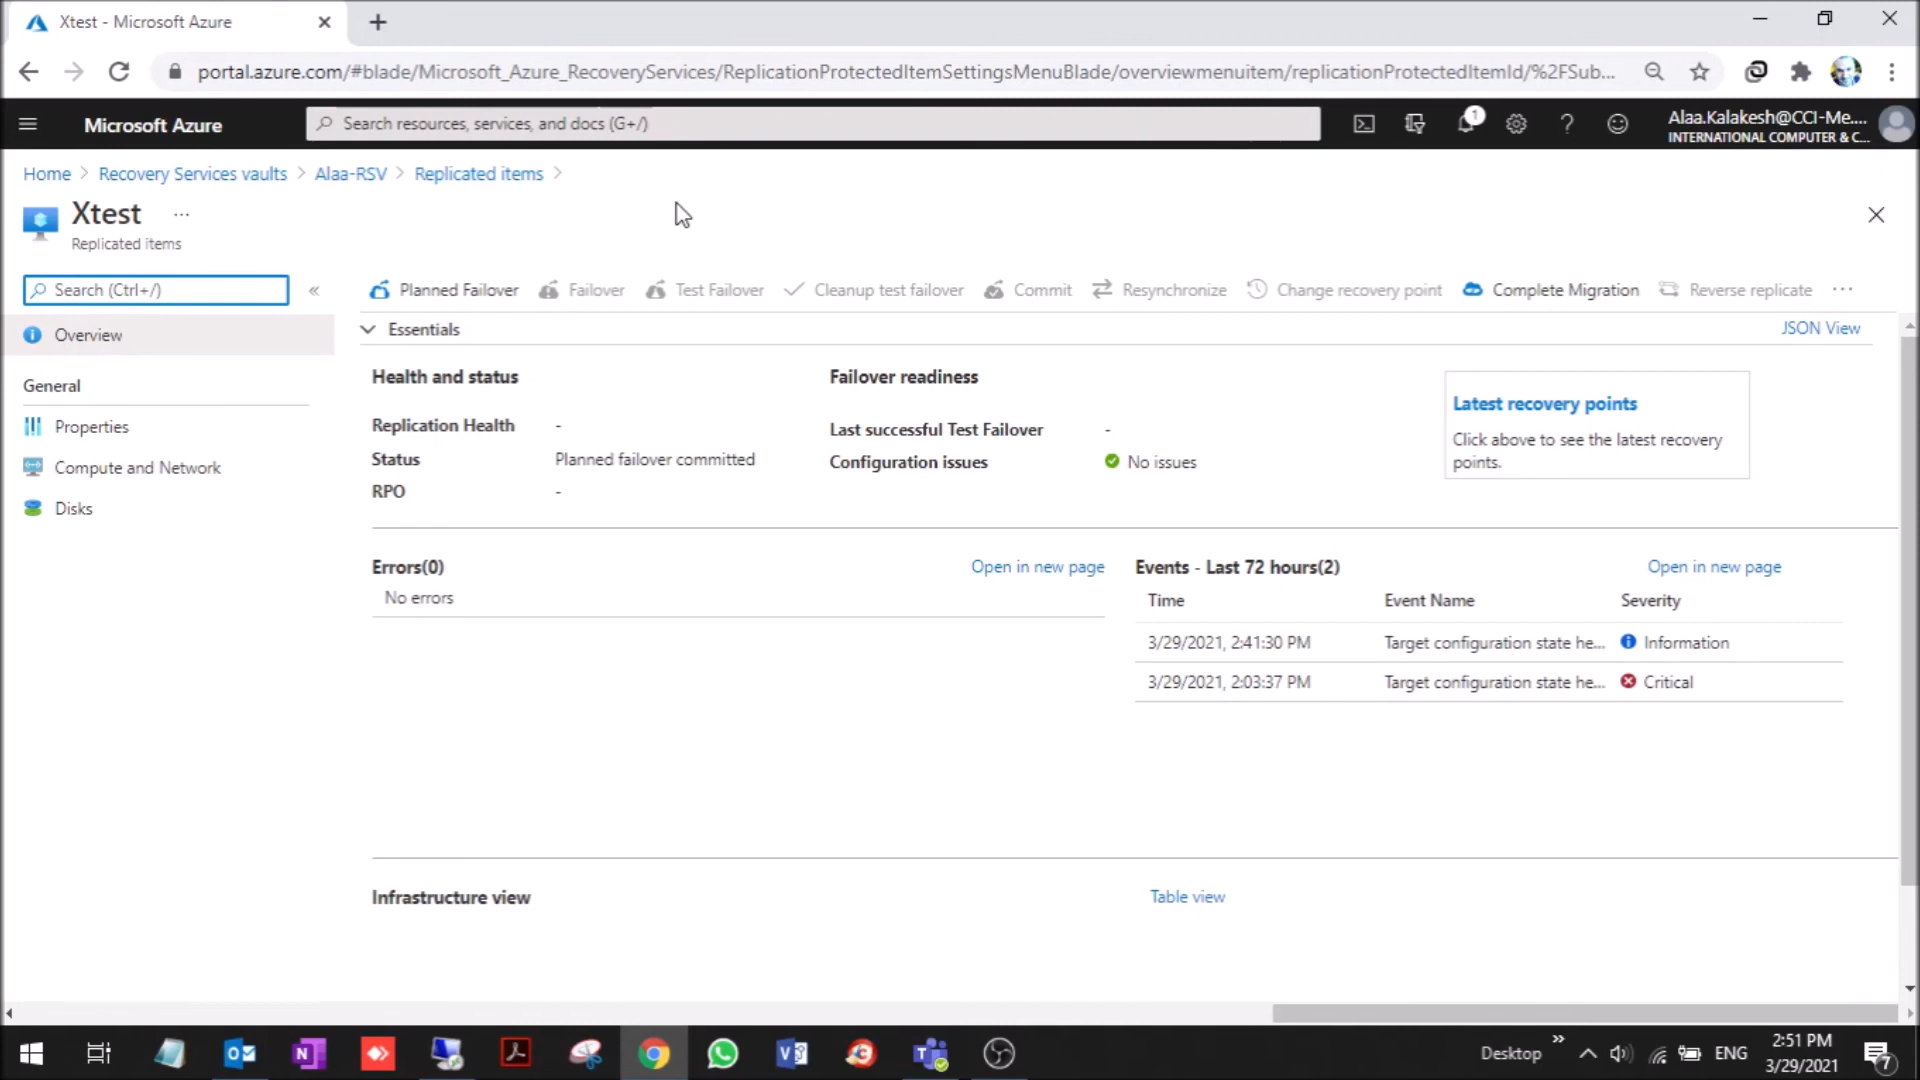 Xtest - Microsoft Azure
portal.azure.com/#blade/Microsoft_Azure_RecoveryServices/ReplicationProtectedItemSettingsMenuBlade/overviewmenuitem/replicationProtectedItemId/%2FSub...
Microsoft Azure
Search resources, services, and docs (G+/)
1
Alaa.Kalakesh@CCI-Me....
INTERNATIONAL COMPUTER & C...
Home > Recovery Services vaults > Alaa-RSV > Replicated items >
Xtest ...
Replicated items
Search (Ctrl+/)
«
Planned Failover
Failover
Test Failover
Cleanup test failover
Commit
Resynchronize
Change recovery point
Complete Migration
Reverse replicate
...
Overview
General
Properties
Compute and Network
Disks
Essentials
JSON View
Health and status
Replication Health -
Status Planned failover committed
RPO -
Failover readiness
Last successful Test Failover -
Configuration issues No issues
Latest recovery points
Click above to see the latest recovery
points.
Errors(0)
Open in new page
No errors
Events - Last 72 hours(2)
Open in new page
Time Event Name Severity
3/29/2021, 2:41:30 PM Target configuration state he... Information
3/29/2021, 2:03:37 PM Target configuration state he... Critical
Infrastructure view
Table view
Desktop
»
ENG
2:51 PM
3/29/2021
7